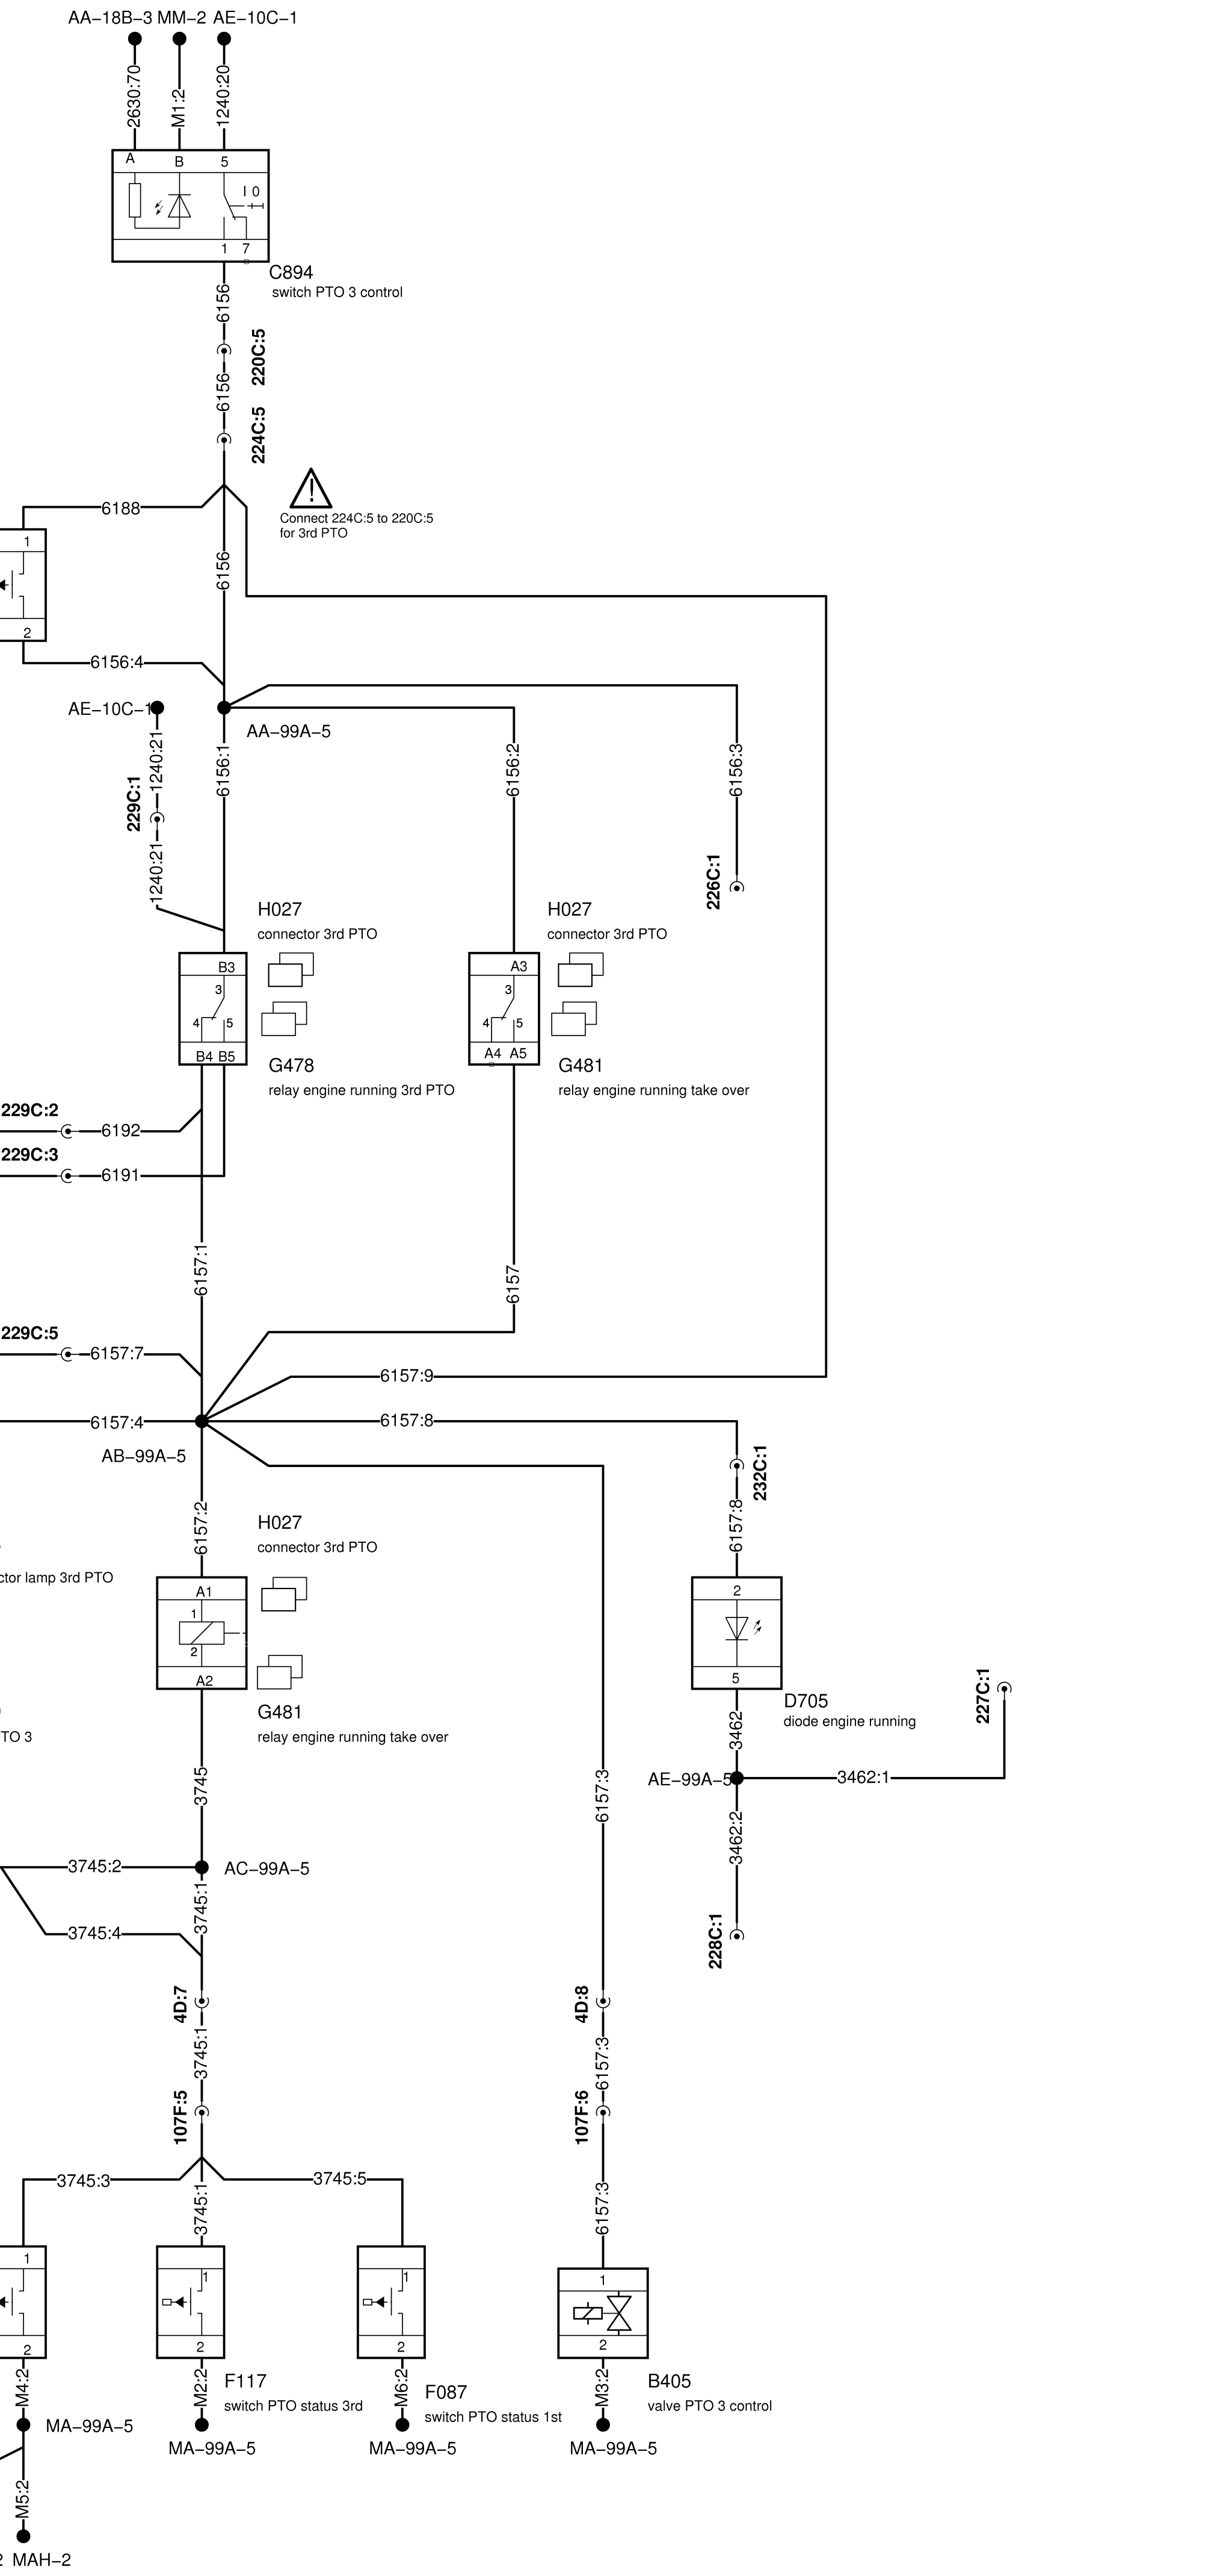 AA−18B−3 MM−2 AE−10C−1
2630:70
M1:2
1240:20
A B 5
I 0
1 7
C894
switch PTO 3 control
6156
220C:5
6156
224C:5
6188
Connect 224C:5 to 220C:5
for 3rd PTO
1
6156
2
6156:4
AE−10C−1
AA−99A−5
1240:21
6156:1
6156:2
6156:3
229C:1
1240:21
226C:1
H027
connector 3rd PTO
H027
connector 3rd PTO
B3
3
4 5
B4 B5
A3
3
4 5
A4 A5
G478
relay engine running 3rd PTO
G481
relay engine running take over
229C:2
6192
229C:3
6191
6157:1
6157
229C:5
6157:7
6157:9
6157:4
6157:8
AB−99A−5
232C:1
6157:2
6157:8
H027
connector 3rd PTO
ctor lamp 3rd PTO
A1
1
2
A2
2
5
G481
relay engine running take over
TO 3
D705
diode engine running
227C:1
3462
3745
6157:3
AE−99A−5
3462:1
3462:2
3745:2
AC−99A−5
3745:1
3745:4
228C:1
4D:7
4D:8
3745:1
6157:3
107F:5
107F:6
3745:3
3745:5
3745:1
6157:3
1
1
1
1
2
2
2
2
M4:2
M2:2
M6:2
M3:2
F117
switch PTO status 3rd
F087
switch PTO status 1st
B405
valve PTO 3 control
MA−99A−5
MA−99A−5
MA−99A−5
MA−99A−5
M5:2
2 MAH−2